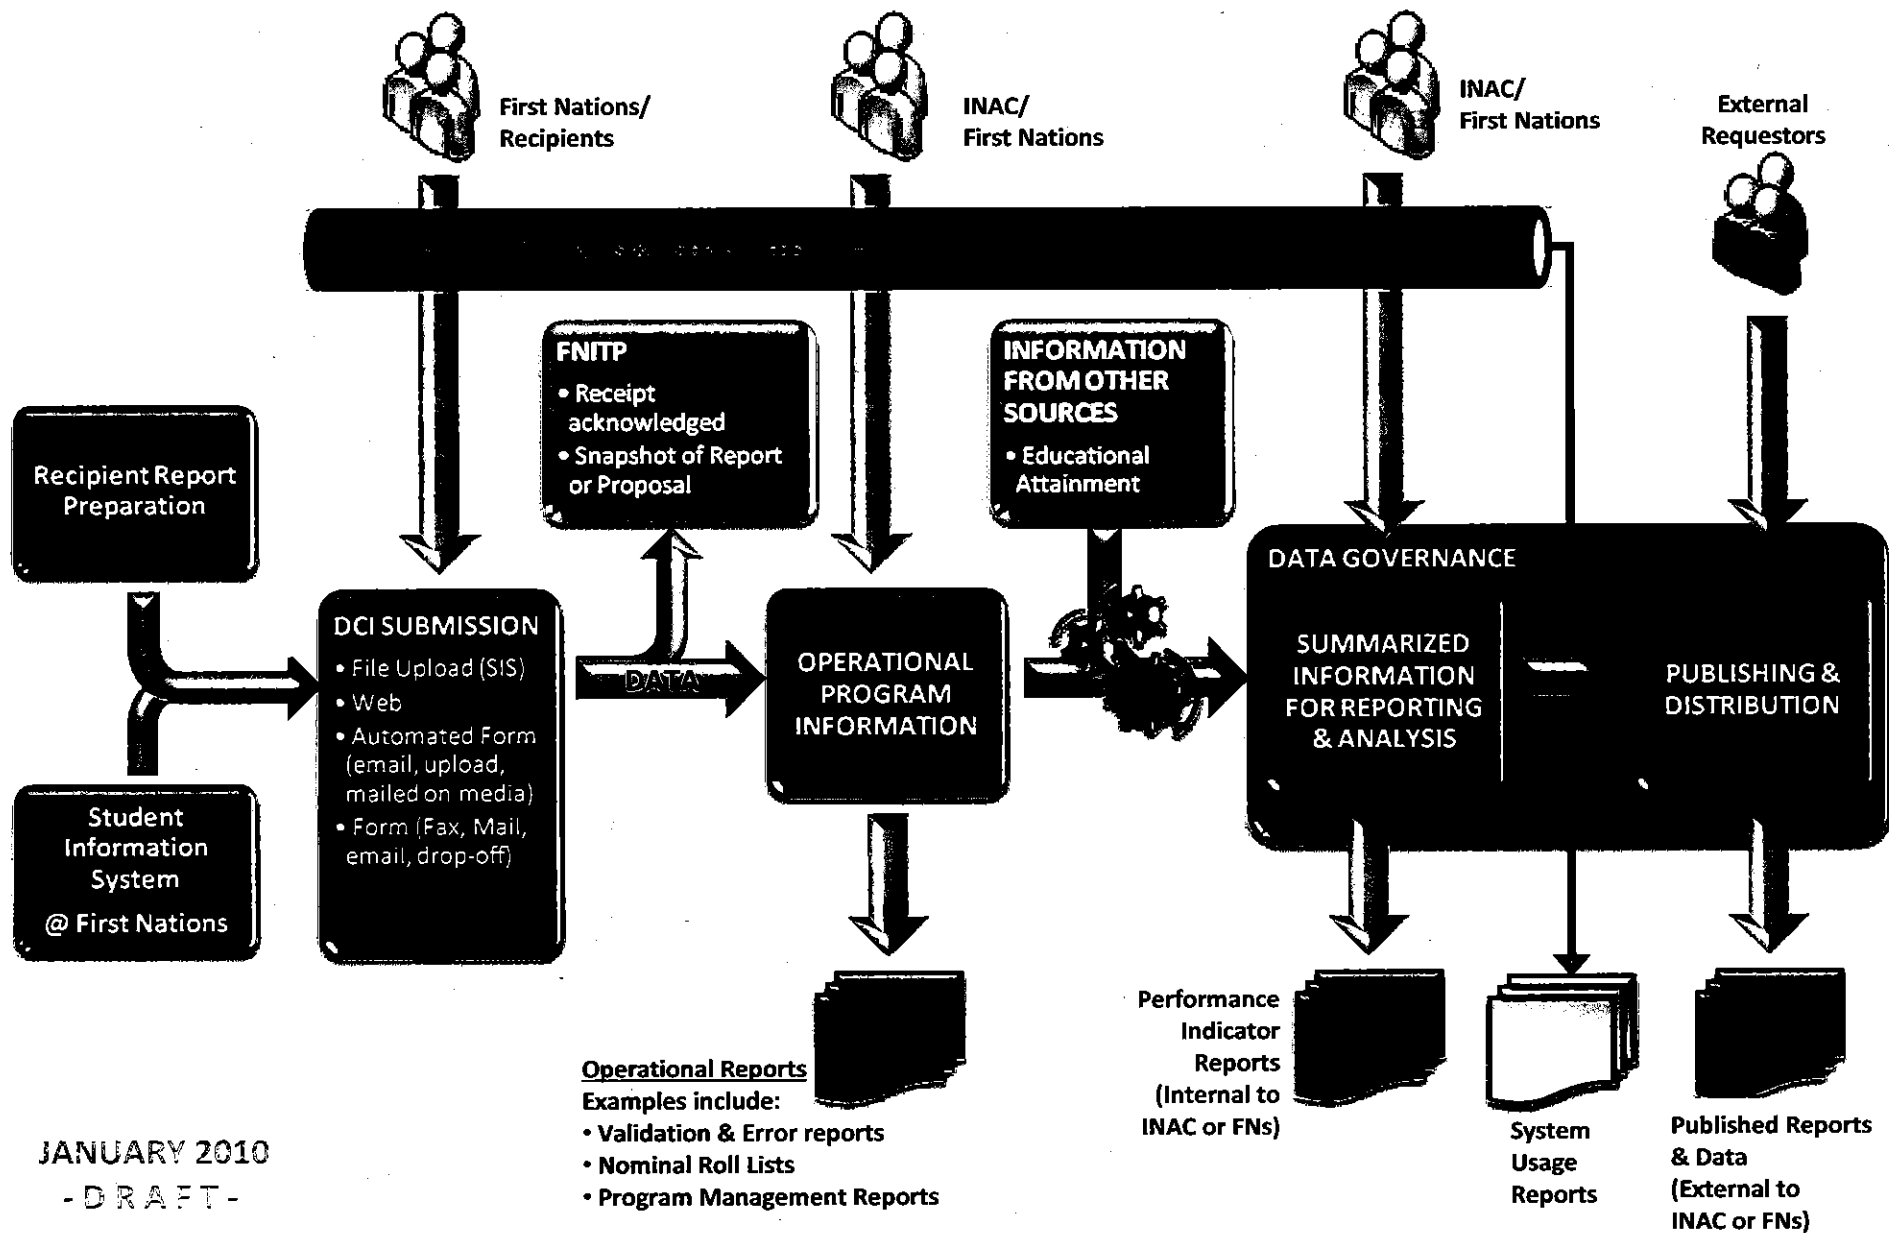 First Nations/
Recipients
INAC/
First Nations
INAC/
First Nations
External
Requestors
FNITP
• Receipt
acknowledged
• Snapshot of Report
or Proposal
INFORMATION
FROM OTHER
SOURCES
• Educational
Attainment
Recipient Report
Preparation
Student
Information
System
@ First Nations
DCI SUBMISSION
• File Upload (SIS)
• Web
• Automated Form
(email, upload,
mailed on media)
• Form (Fax, Mail,
email, drop-off)
DATA
OPERATIONAL
PROGRAM
INFORMATION
DATA GOVERNANCE
SUMMARIZED
INFORMATION
FOR REPORTING
& ANALYSIS
PUBLISHING &
DISTRIBUTION
Operational Reports
Examples include:
• Validation & Error reports
• Nominal Roll Lists
• Program Management Reports
Performance
Indicator
Reports
(Internal to
INAC or FNs)
System
Usage
Reports
Published Reports
& Data
(External to
INAC or FNs)
JANUARY 2010
- D R A F T -